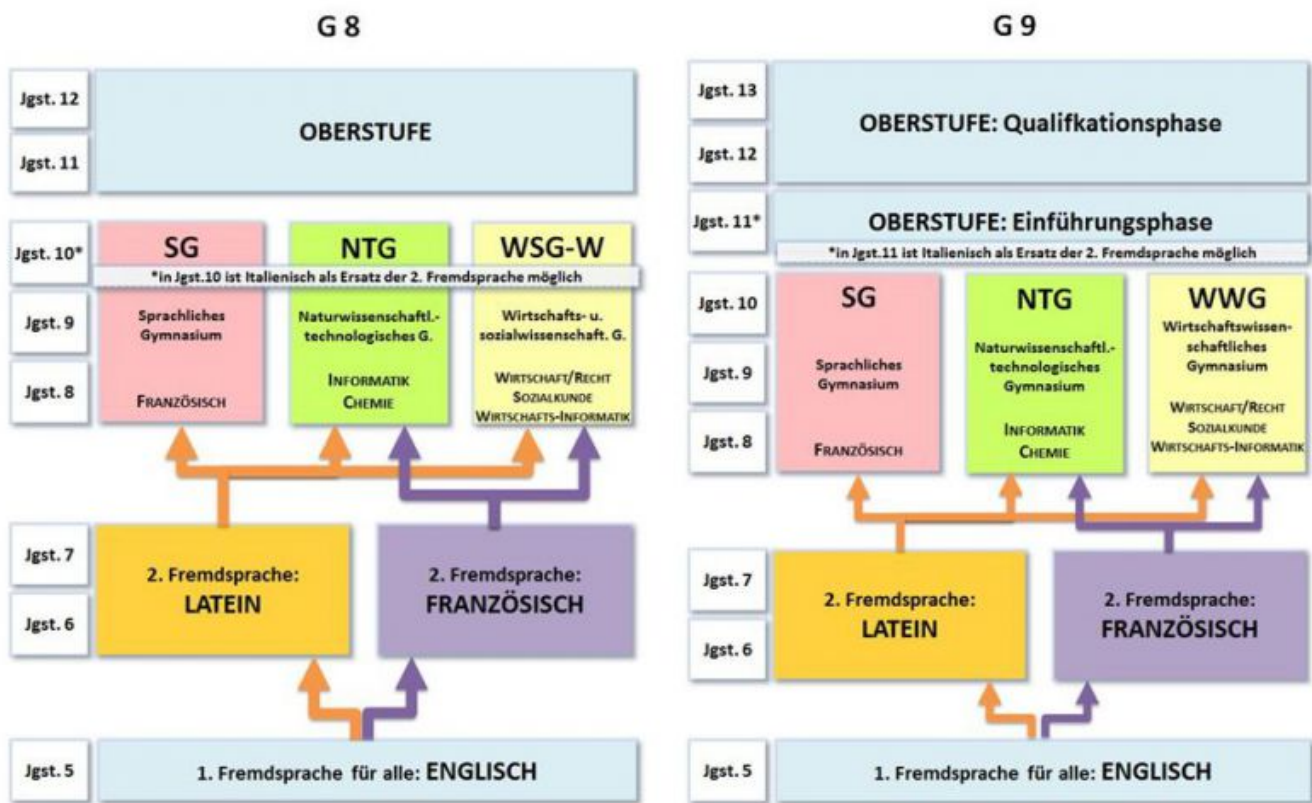 G 8
Jgst. 12
Jgst. 11
OBERSTUFE
Jgst. 10*
Jgst. 9
Jgst. 8
SG
NTG
WSG-W
*in Jgst.10 ist Italienisch als Ersatz der 2. Fremdsprache möglich
Sprachliches
Gymnasium
FRANZÖSISCH
Naturwissenschaftl.-
technologisches G.
INFORMATIK
CHEMIE
Wirtschafts- u.
sozialwissenschaft. G.
WIRTSCHAFT/RECHT
SOZIALKUNDE
WIRTSCHAFTS-INFORMATIK
Jgst. 7
Jgst. 6
2. Fremdsprache:
LATEIN
2. Fremdsprache:
FRANZÖSISCH
Jgst. 5
1. Fremdsprache für alle: ENGLISCH
G 9
Jgst. 13
Jgst. 12
OBERSTUFE: Qualifkationsphase
Jgst. 11*
OBERSTUFE: Einführungsphase
*in Jgst.11 ist Italienisch als Ersatz der 2. Fremdsprache möglich
Jgst. 10
Jgst. 9
Jgst. 8
SG
Sprachliches
Gymnasium
FRANZÖSISCH
NTG
Naturwissenschaftl.-
technologisches
Gymnasium
INFORMATIK
CHEMIE
WWG
Wirtschaftswissen-
schaftliches
Gymnasium
WIRTSCHAFT/RECHT
SOZIALKUNDE
WIRTSCHAFTS-INFORMATIK
Jgst. 7
Jgst. 6
2. Fremdsprache:
LATEIN
2. Fremdsprache:
FRANZÖSISCH
Jgst. 5
1. Fremdsprache für alle: ENGLISCH